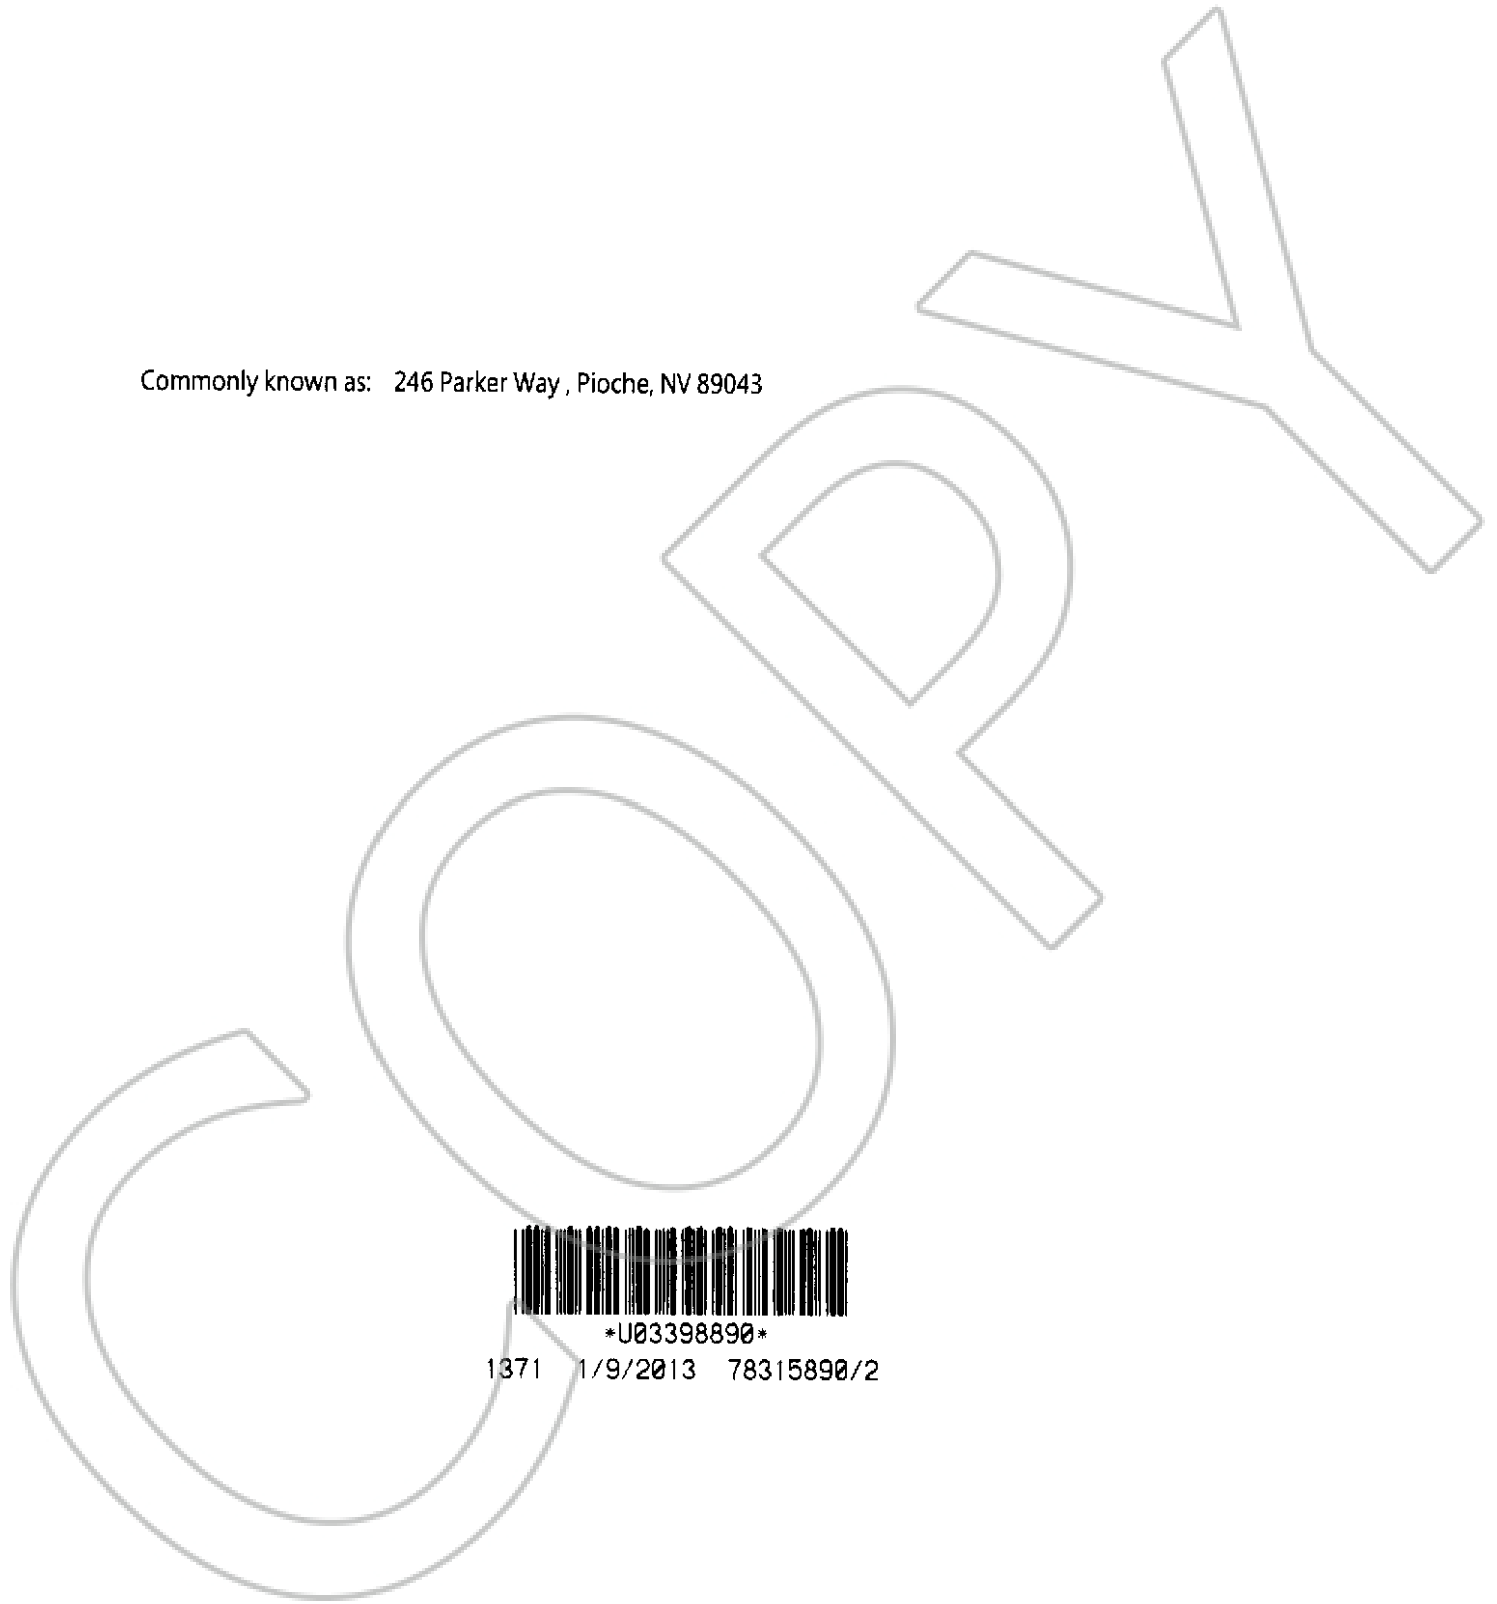 Commonly known as: 246 Parker Way , Pioche, NV 89043
COPY
*U03398890*
1371 1/9/2013 78315890/2